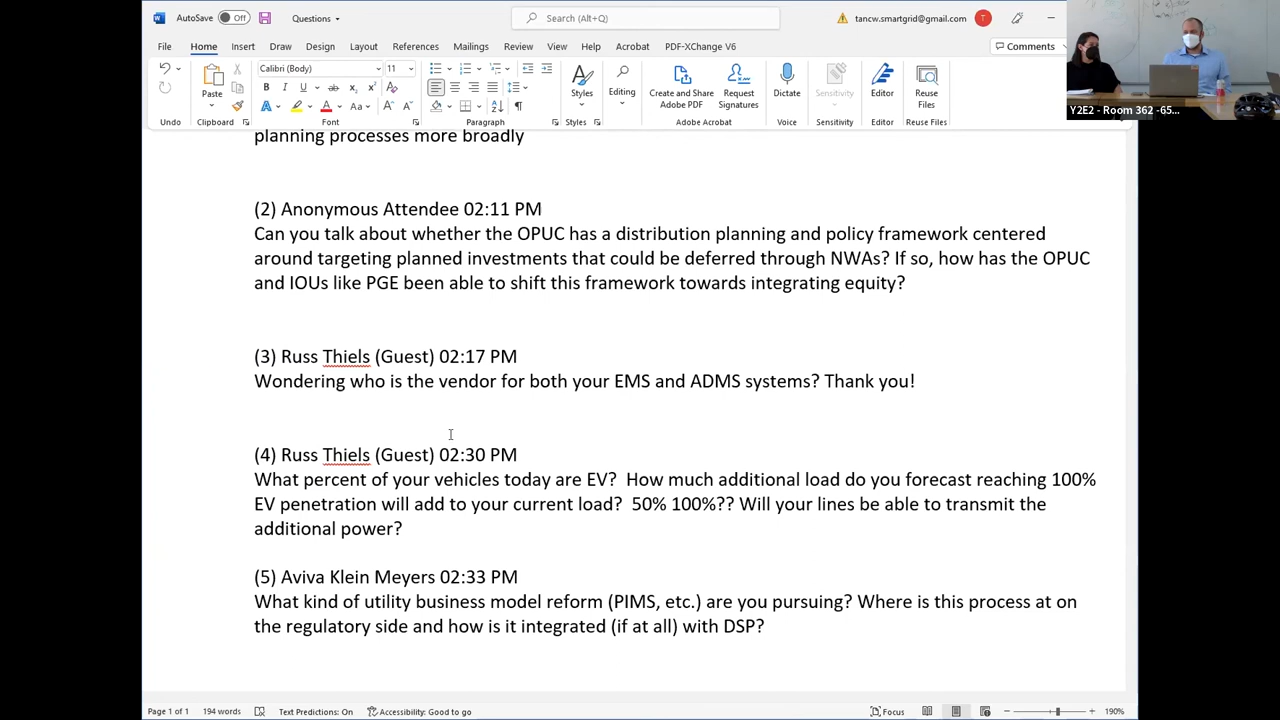 AutoSave Off Questions Search (Alt+Q) tancw.smartgrid@gmail.com T
File Home Insert Draw Design Layout References Mailings Review View Help Acrobat PDF-XChange V6 Comments
Calibri (Body) 11
Paste Styles Editing Create and Share Adobe PDF Request Signatures Dictate Sensitivity Editor Reuse Files
Undo Clipboard Font Paragraph Styles Adobe Acrobat Voice Sensitivity Editor Reuse Files
Y2E2 - Room 362 -65...
planning processes more broadly
(2) Anonymous Attendee 02:11 PM
Can you talk about whether the OPUC has a distribution planning and policy framework centered
around targeting planned investments that could be deferred through NWAs? If so, how has the OPUC
and IOUs like PGE been able to shift this framework towards integrating equity?
(3) Russ Thiels (Guest) 02:17 PM
Wondering who is the vendor for both your EMS and ADMS systems? Thank you!
(4) Russ Thiels (Guest) 02:30 PM
What percent of your vehicles today are EV?  How much additional load do you forecast reaching 100%
EV penetration will add to your current load?  50% 100%?? Will your lines be able to transmit the
additional power?
(5) Aviva Klein Meyers 02:33 PM
What kind of utility business model reform (PIMS, etc.) are you pursuing? Where is this process at on
the regulatory side and how is it integrated (if at all) with DSP?
Page 1 of 1 194 words Text Predictions: On Accessibility: Good to go Focus 190%